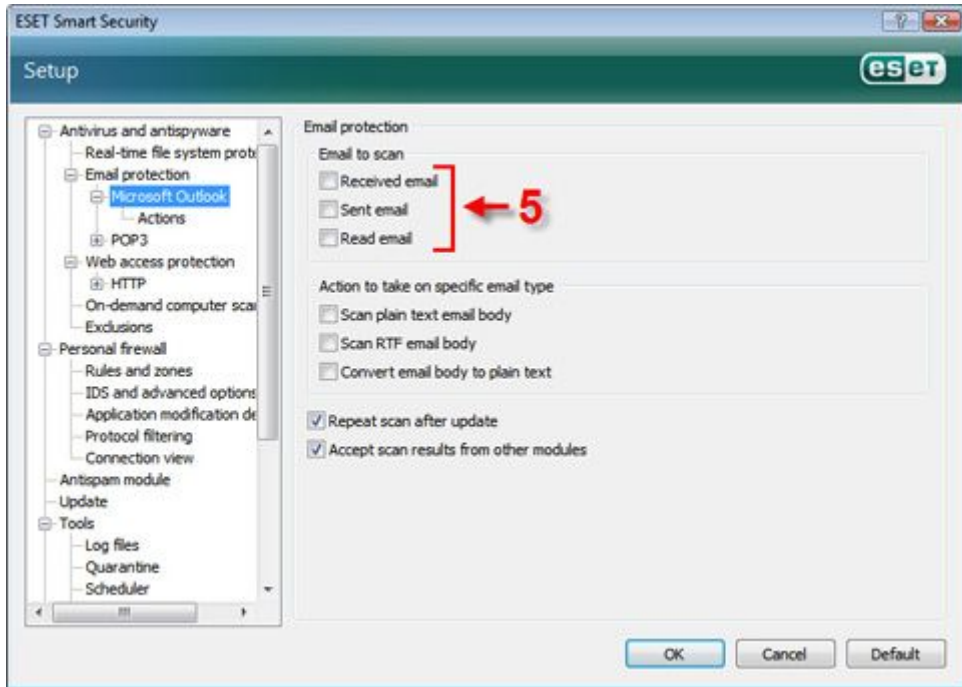 ESET Smart Security
Setup
eset
Antivirus and antispyware
Real-time file system prote
Email protection
Microsoft Outlook
Actions
POP3
Web access protection
HTTP
On-demand computer scan
Exclusions
Personal firewall
Rules and zones
IDS and advanced options
Application modification de
Protocol filtering
Connection view
Antispam module
Update
Tools
Log files
Quarantine
Scheduler
Email protection
Email to scan
Received email
Sent email
Read email
5
Action to take on specific email type
Scan plain text email body
Scan RTF email body
Convert email body to plain text
Repeat scan after update
Accept scan results from other modules
OK Cancel Default